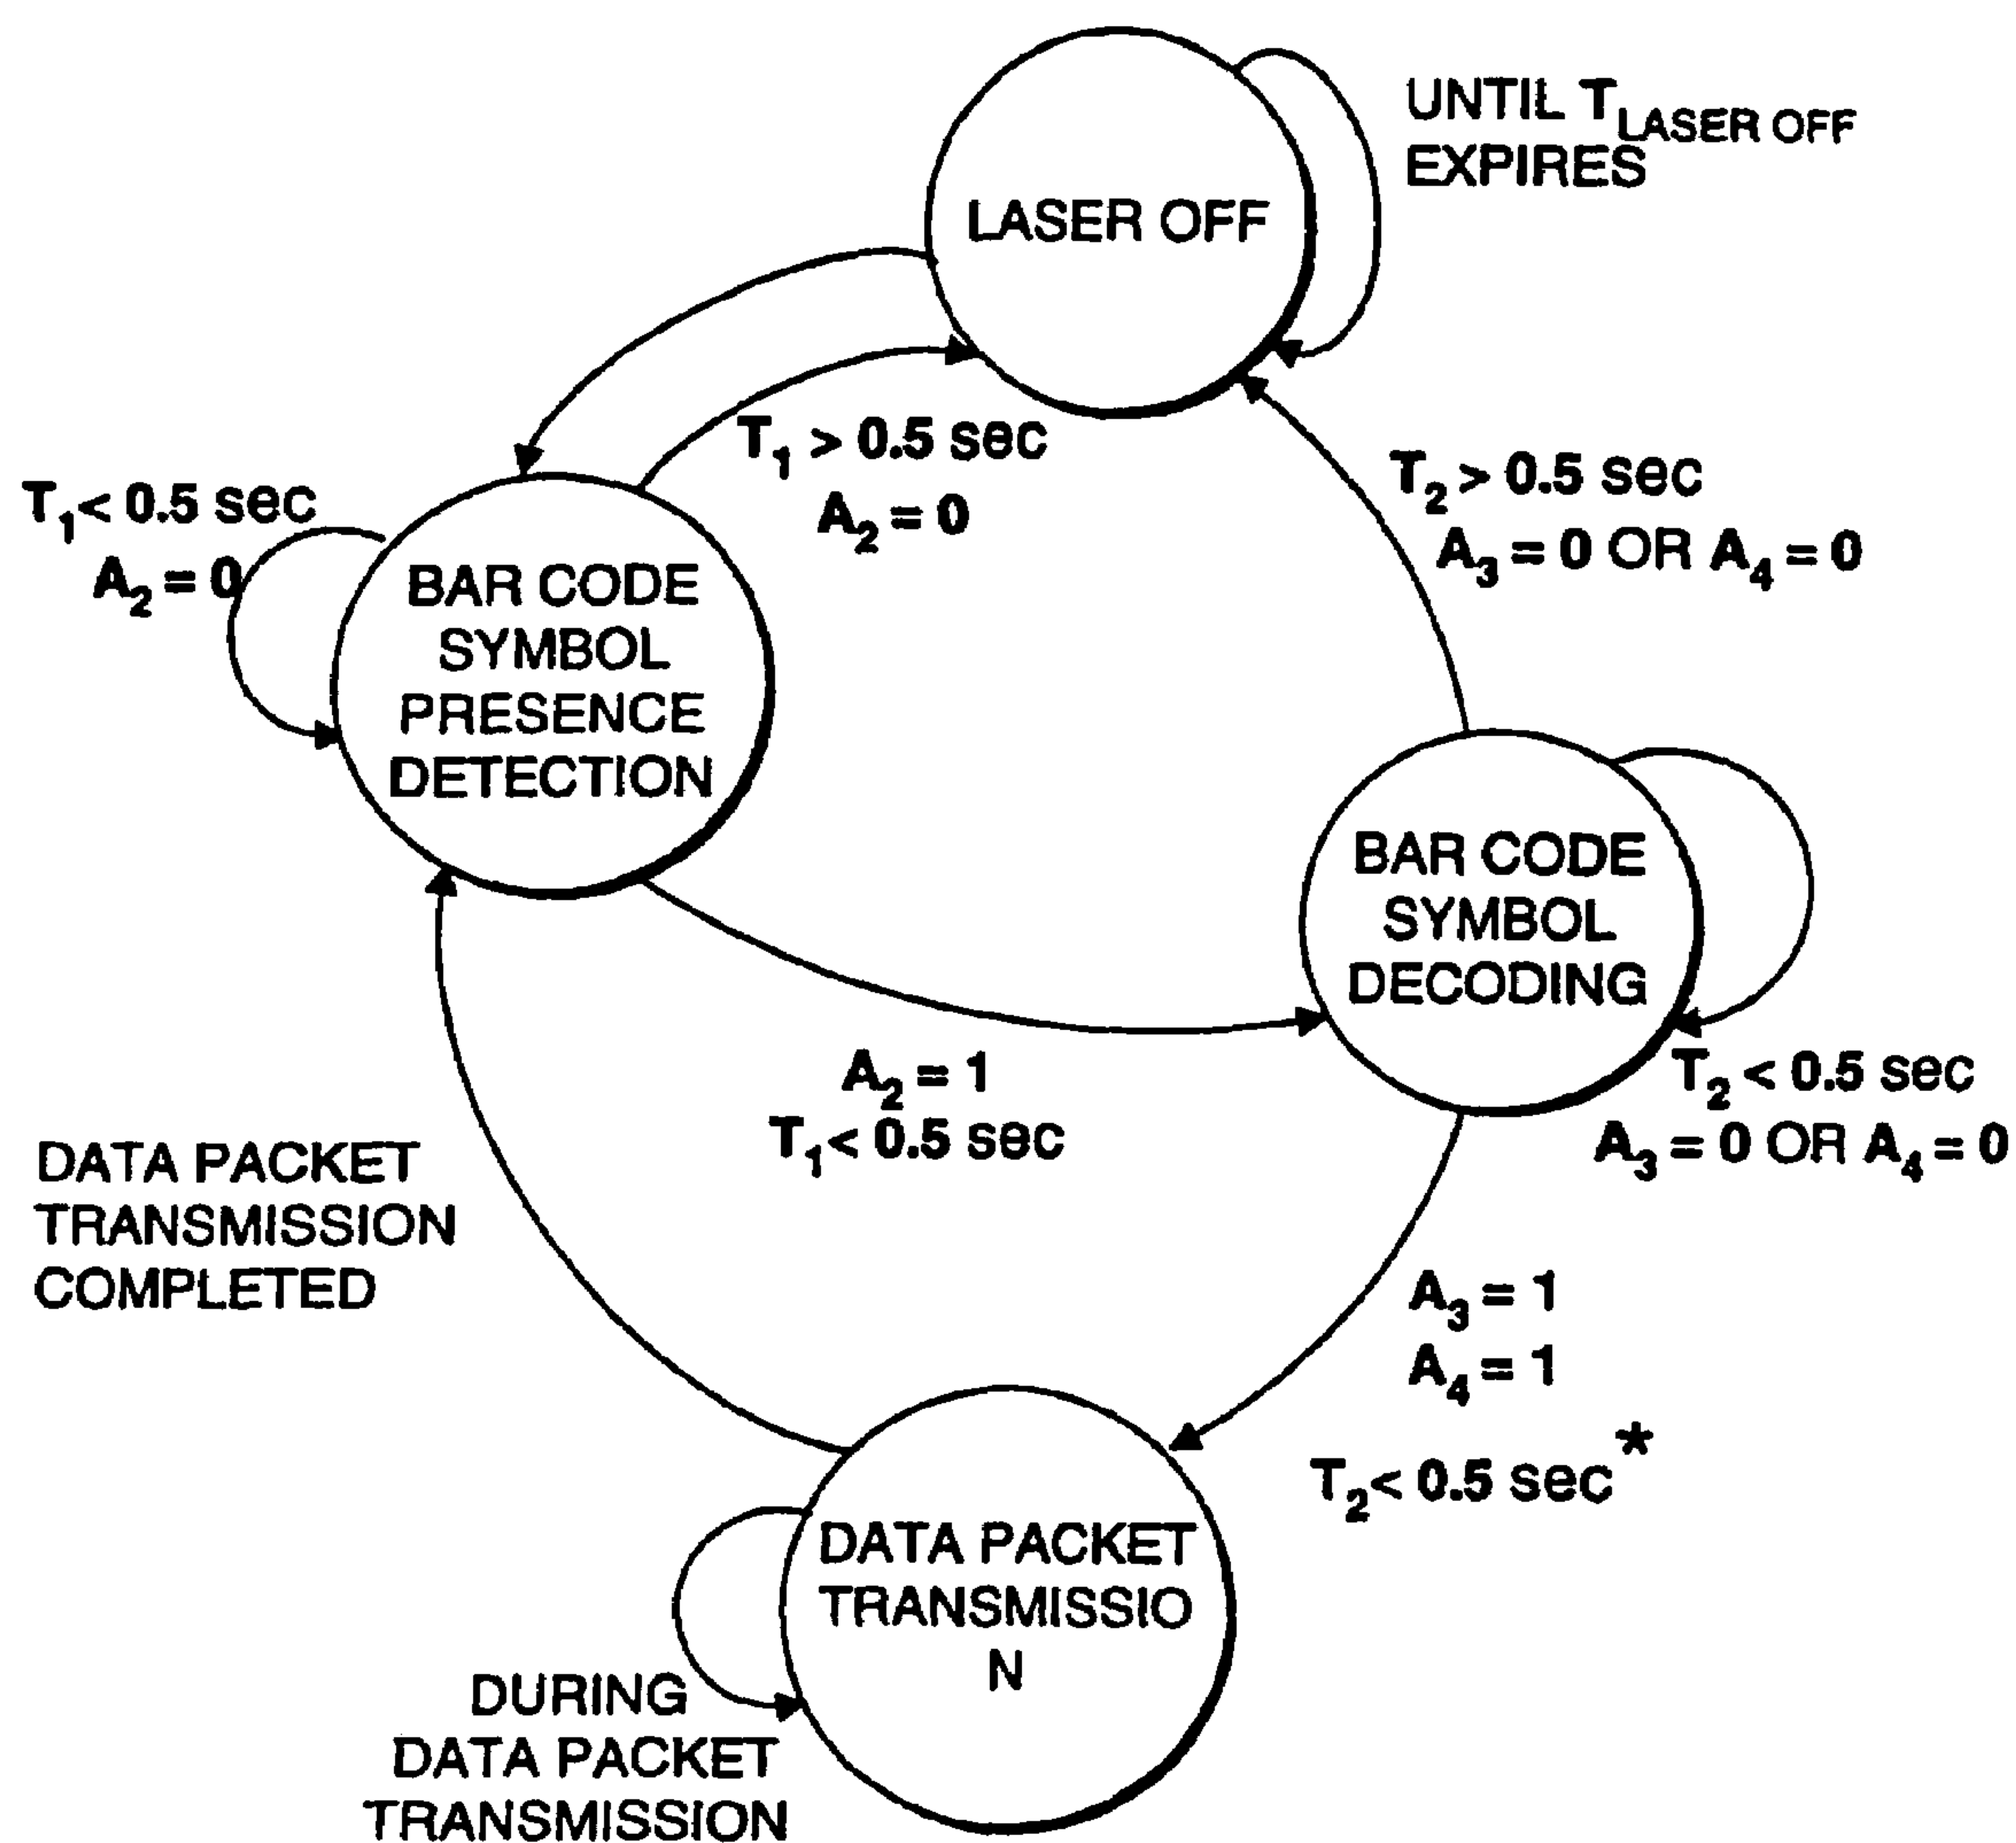 UNTIL T LASER OFF
EXPIRES
LASER OFF
T₁ > 0.5 sec
A₂ = 0
T₂ > 0.5 sec
A₃ = 0 OR A₄ = 0
T₁ < 0.5 sec
A₂ = 0
BAR CODE
SYMBOL
PRESENCE
DETECTION
BAR CODE
SYMBOL
DECODING
A₂ = 1
T₁ < 0.5 sec
T₂ < 0.5 sec
A₃ = 0 OR A₄ = 0
DATA PACKET
TRANSMISSION
COMPLETED
A₃ = 1
A₄ = 1
T₂ < 0.5 sec *
DATA PACKET
TRANSMISSIO
N
DURING
DATA PACKET
TRANSMISSION